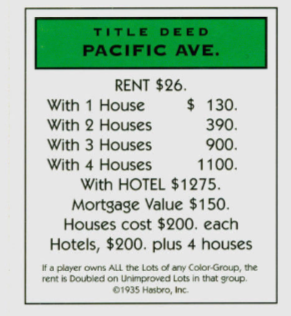 TITLE DEED
PACIFIC AVE.
RENT $26.
With 1 House $ 130.
With 2 Houses 390.
With 3 Houses 900.
With 4 Houses 1100.
With HOTEL $1275.
Mortgage Value $150.
Houses cost $200. each
Hotels, $200. plus 4 houses
If a player owns ALL the Lots of any Color-Group, the
rent is Doubled on Unimproved Lots in that group.
©1935 Hasbro, Inc.